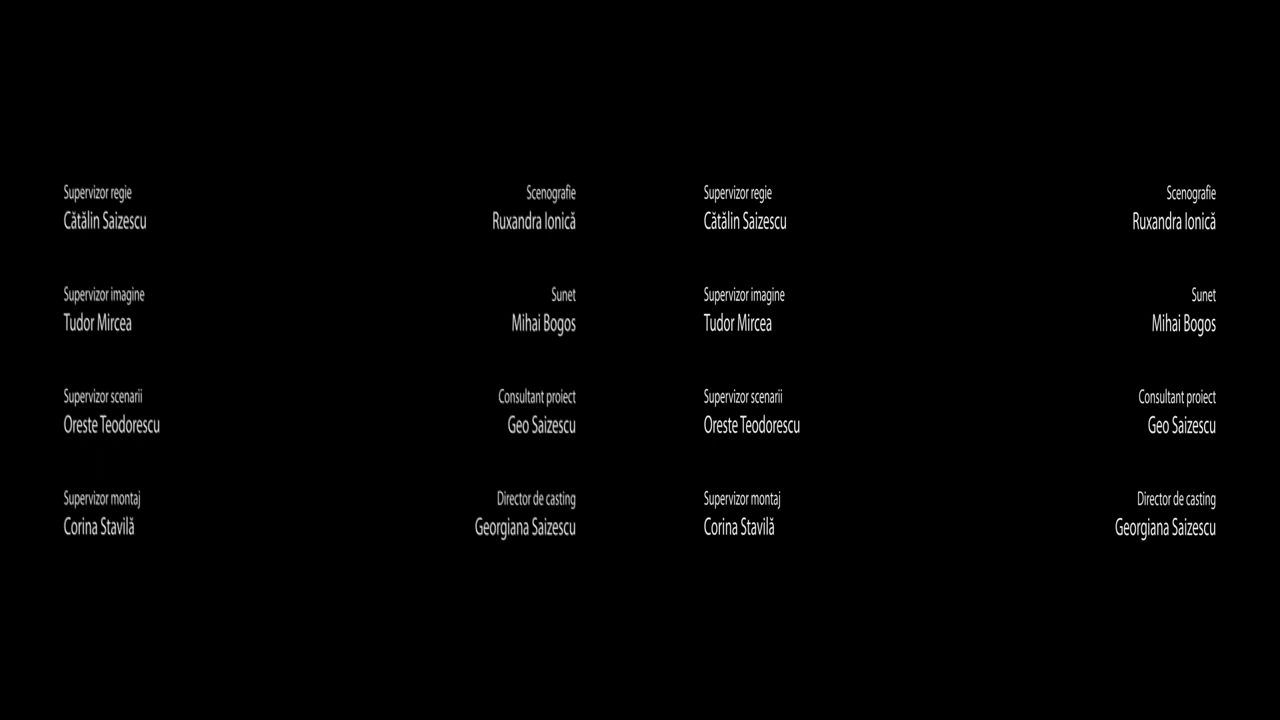 Supervizor regie
Cătălin Saizescu
Supervizor imagine
Tudor Mircea
Supervizor scenarii
Oreste Teodorescu
Supervizor montaj
Corina Stavilă
Scenografie
Ruxandra Ionică
Sunet
Mihai Bogos
Consultant proiect
Geo Saizescu
Director de casting
Georgiana Saizescu
Supervizor regie
Cătălin Saizescu
Supervizor imagine
Tudor Mircea
Supervizor scenarii
Oreste Teodorescu
Supervizor montaj
Corina Stavilă
Scenografie
Ruxandra Ionică
Sunet
Mihai Bogos
Consultant proiect
Geo Saizescu
Director de casting
Georgiana Saizescu